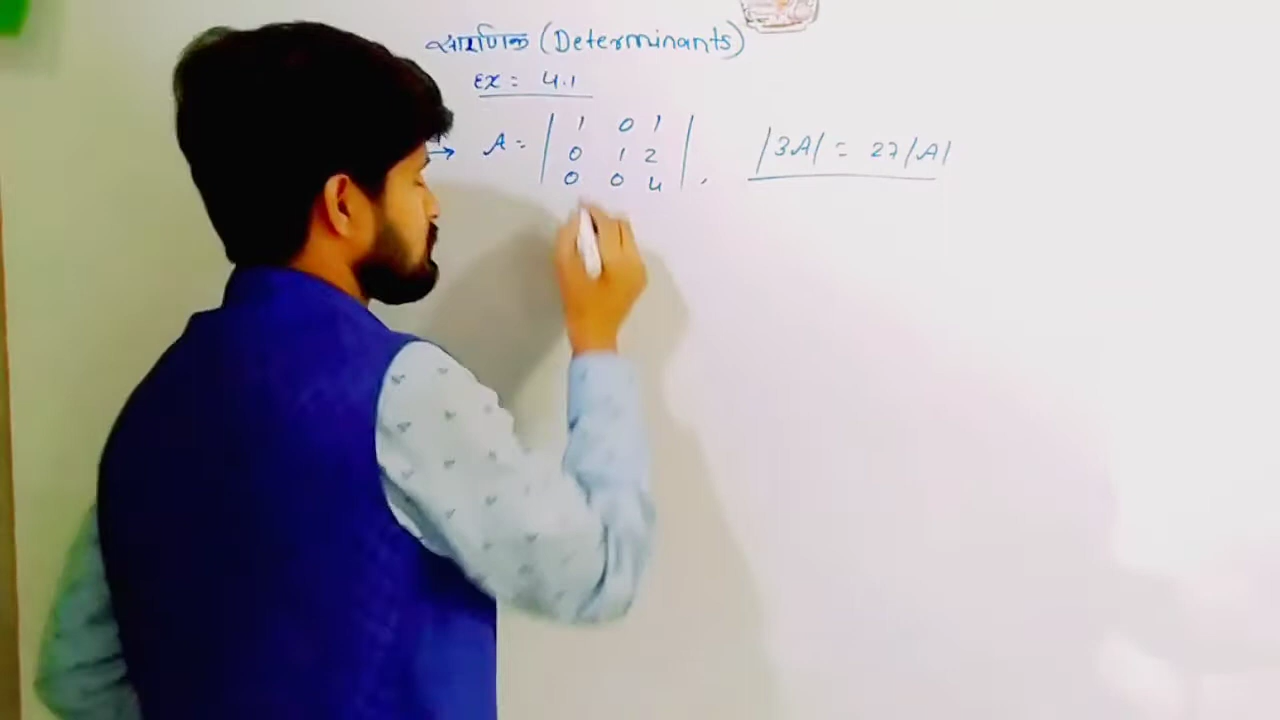 सारणिक (Determinants)
Ex = 4.1
→ A = | 1 0 1 |
| 0 1 2 |
| 0 0 4 | , |3A| = 27|A|